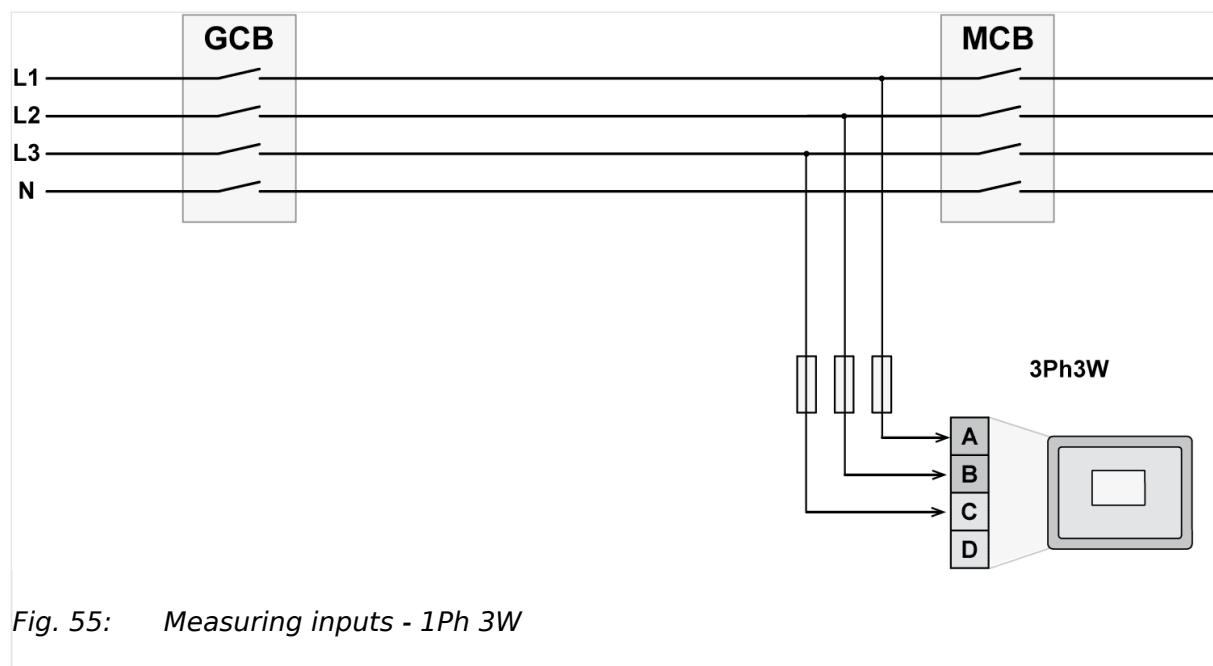 GCB MCB
L1
L2
L3
N
3Ph3W
A
B
C
D
Fig. 55: Measuring inputs - 1Ph 3W